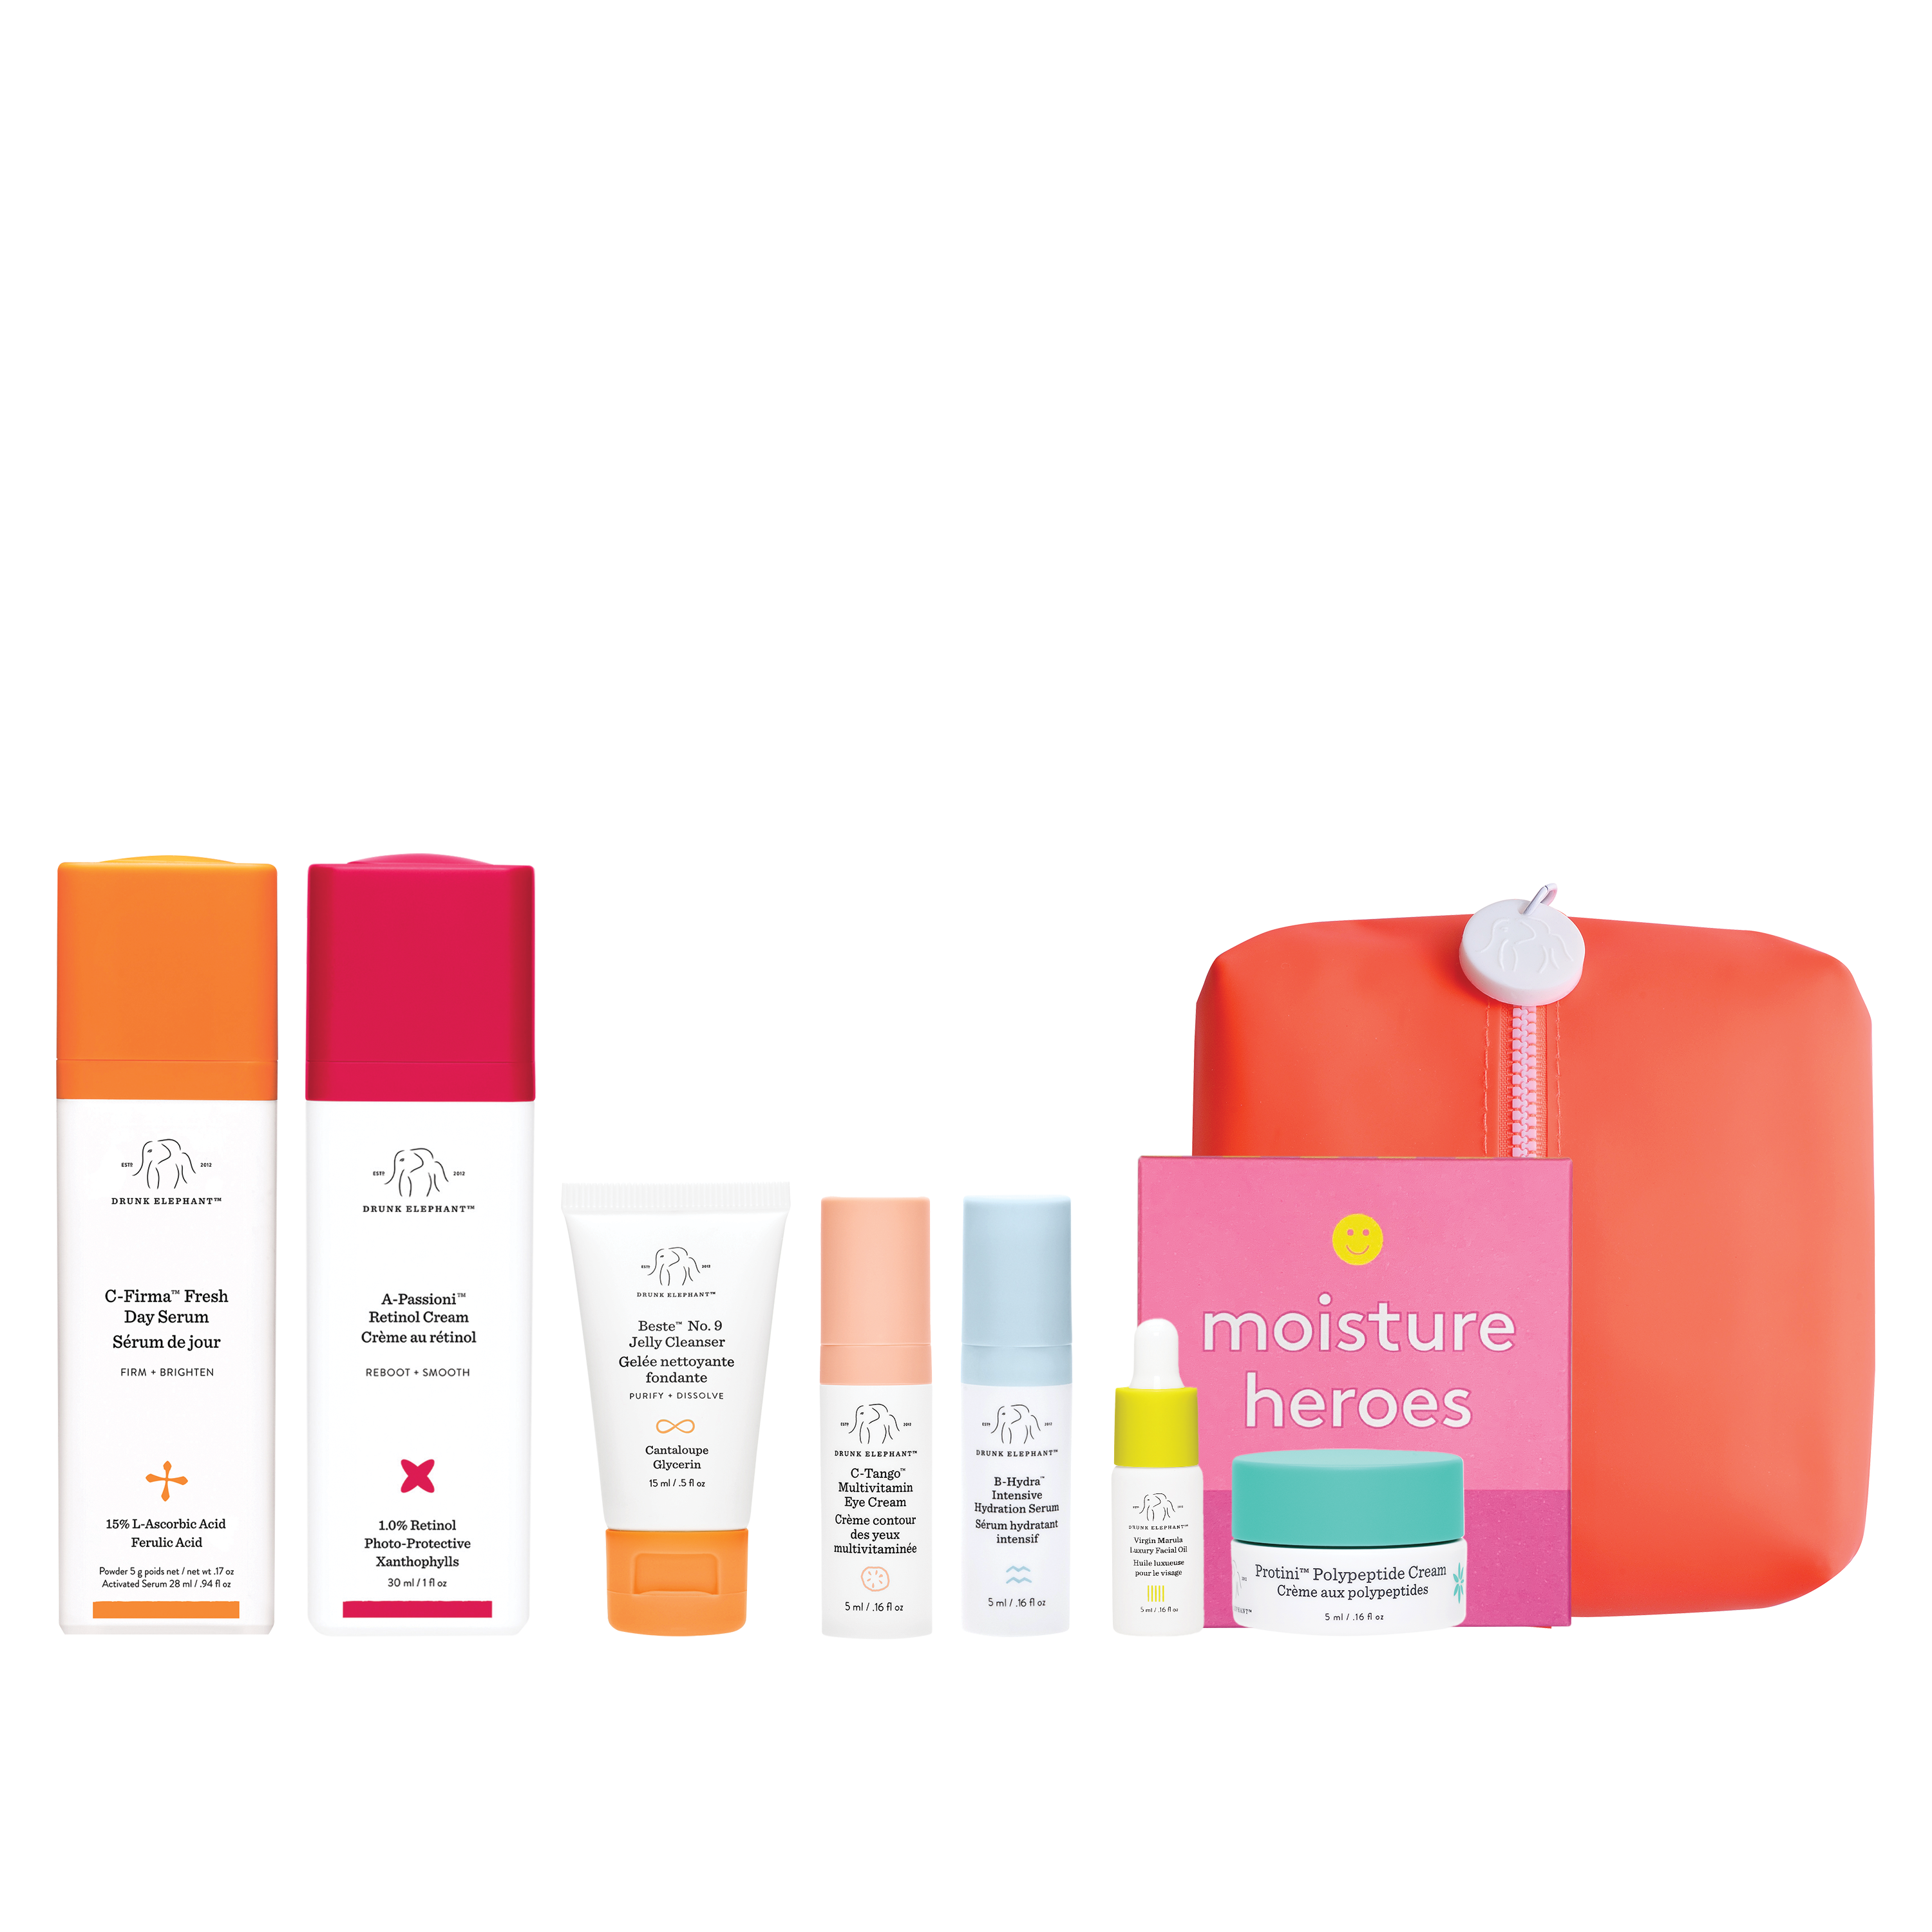 ESTD 2012
DRUNK ELEPHANT™
C-Firma™ Fresh
Day Serum
Sérum de jour
FIRM + BRIGHTEN
15% L-Ascorbic Acid
Ferulic Acid
Powder 5 g poids net / net wt .17 oz
Activated Serum 28 ml / .94 fl oz
ESTD 2012
DRUNK ELEPHANT™
A-Passioni™
Retinol Cream
Crème au rétinol
REBOOT + SMOOTH
1.0% Retinol
Photo-Protective
Xanthophylls
30 ml / 1 fl oz
ESTD 2012
DRUNK ELEPHANT™
Beste™ No. 9
Jelly Cleanser
Gelée nettoyante
fondante
PURIFY + DISSOLVE
Cantaloupe
Glycerin
15 ml / .5 fl oz
ESTD 2012
DRUNK ELEPHANT™
C-Tango™
Multivitamin
Eye Cream
Crème contour
des yeux
multivitaminée
5 ml / .16 fl oz
ESTD 2012
DRUNK ELEPHANT™
B-Hydra™
Intensive
Hydration Serum
Sérum hydratant
intensif
5 ml / .16 fl oz
moisture
heroes
ESTD 2012
DRUNK ELEPHANT™
Virgin Marula
Luxury Facial Oil
Huile luxueuse
pour le visage
5 ml / .16 fl oz
Protini™ Polypeptide Cream
Crème aux polypeptides
5 ml / .16 fl oz